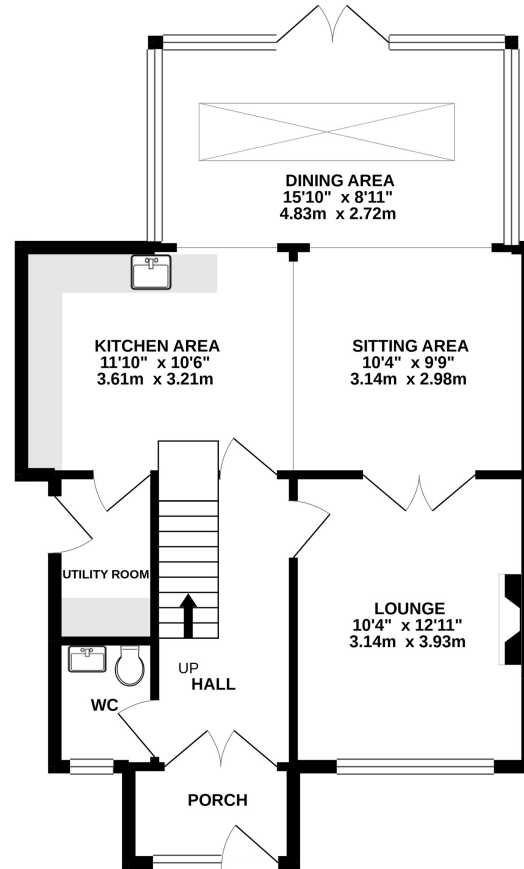 DINING AREA
15'10" x 8'11"
4.83m x 2.72m
KITCHEN AREA
11'10" x 10'6"
3.61m x 3.21m
SITTING AREA
10'4" x 9'9"
3.14m x 2.98m
UTILITY ROOM
LOUNGE
10'4" x 12'11"
3.14m x 3.93m
UP
HALL
WC
PORCH